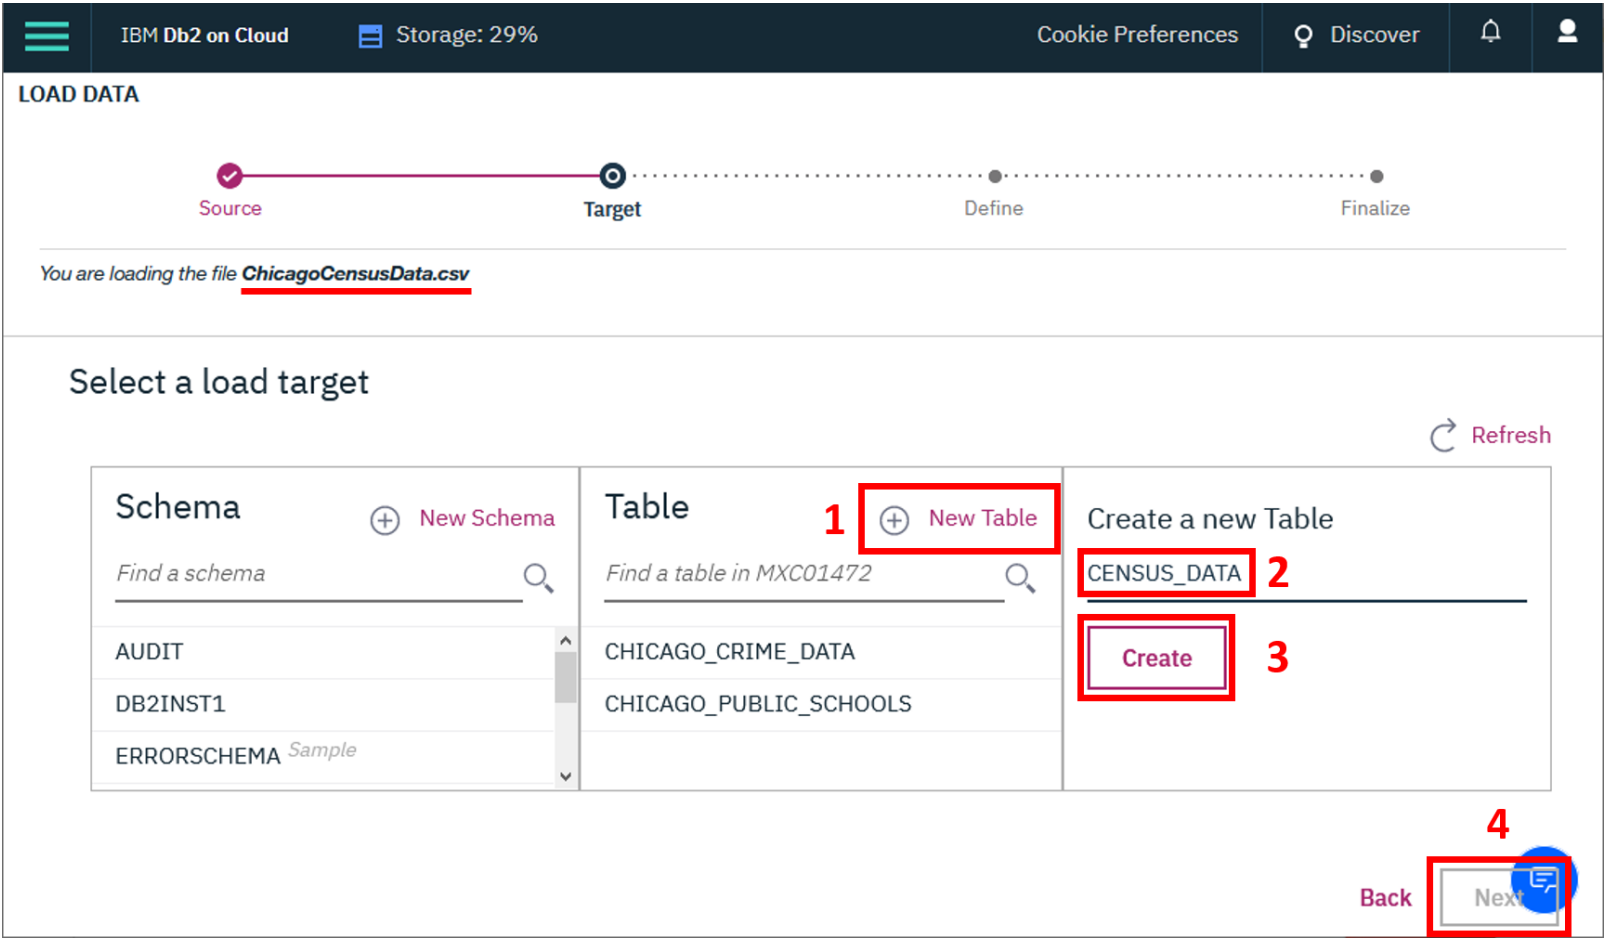 IBM Db2 on Cloud
Storage: 29%
Cookie Preferences
Discover
LOAD DATA
Source
Target
Define
Finalize
You are loading the file ChicagoCensusData.csv
Select a load target
Refresh
Schema
New Schema
Find a schema
AUDIT
DB2INST1
ERRORSCHEMA Sample
Table
1
New Table
Find a table in MXC01472
CHICAGO_CRIME_DATA
CHICAGO_PUBLIC_SCHOOLS
Create a new Table
CENSUS_DATA
2
Create
3
4
Back
Next